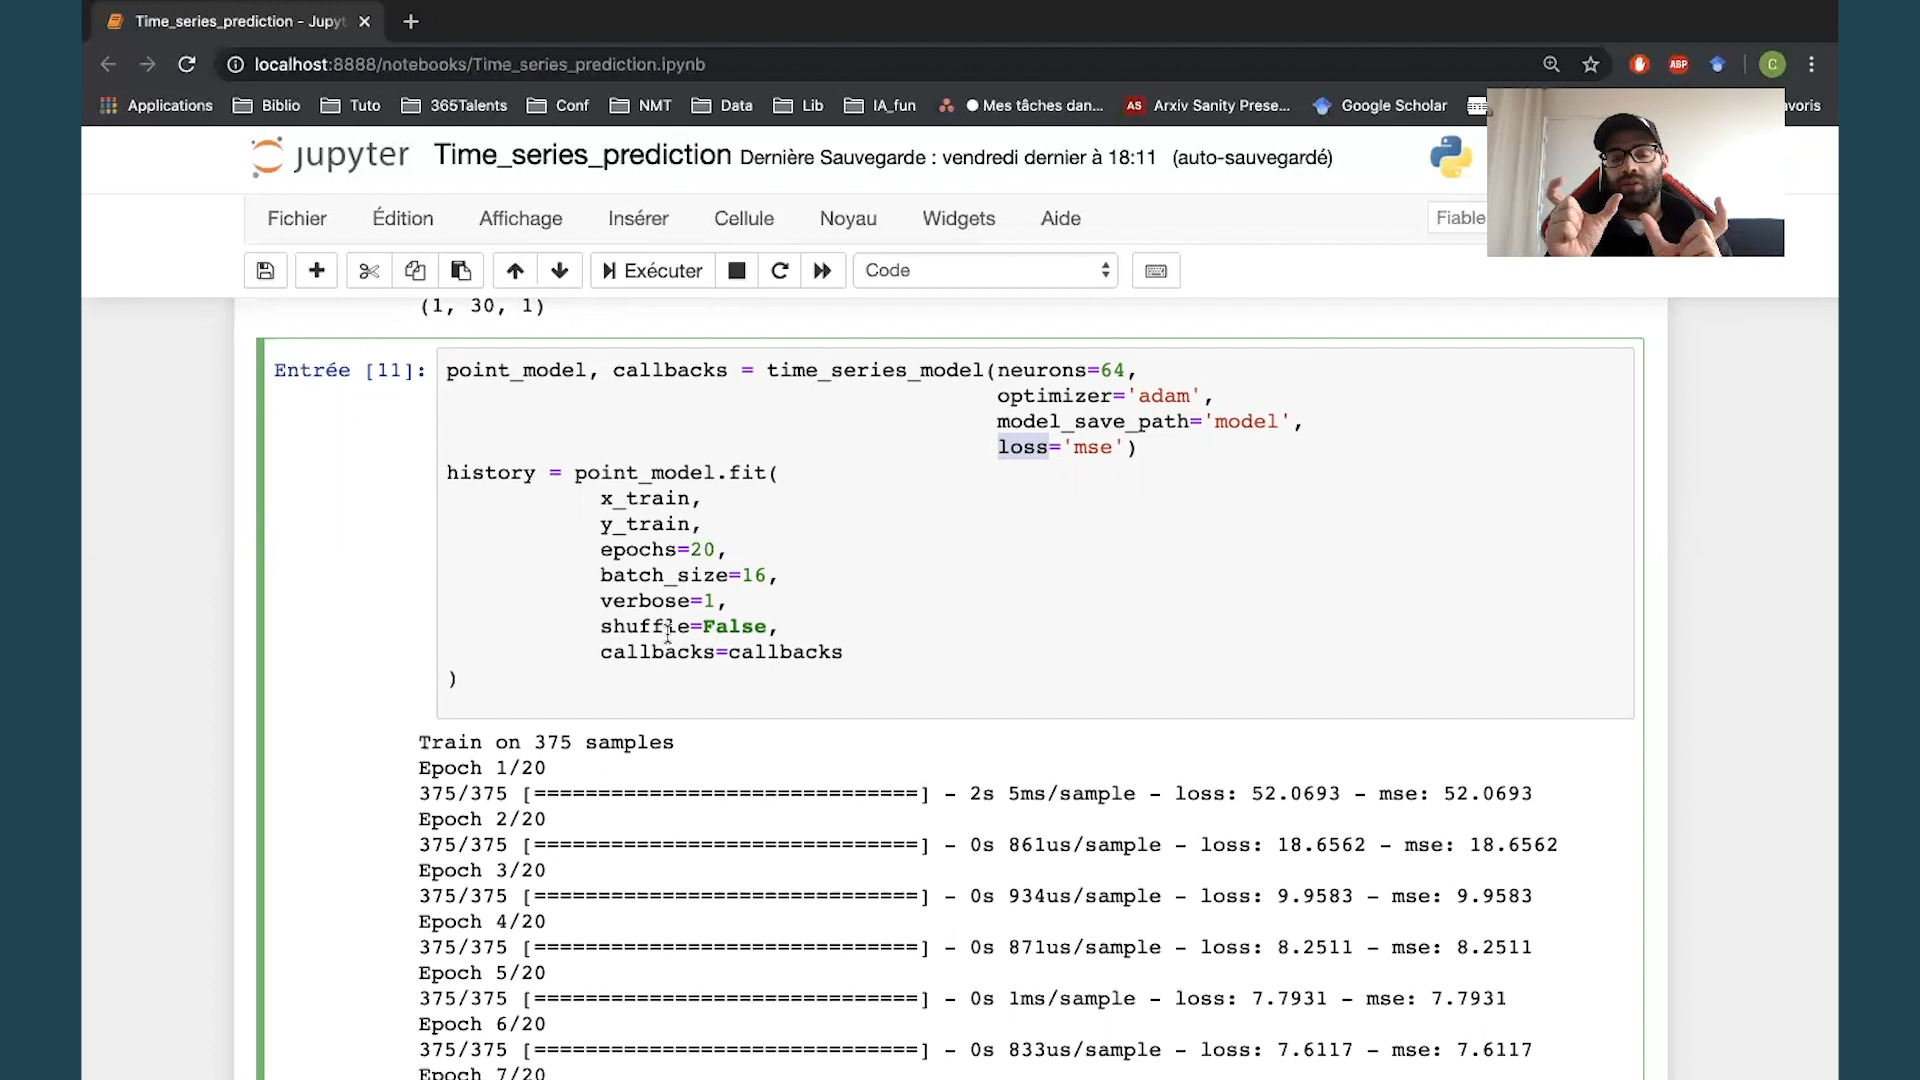 Time_series_prediction - Jupyt
localhost:8888/notebooks/Time_series_prediction.ipynb
ABP
C
Applications Biblio Tuto 365Talents Conf NMT Data Lib IA_fun Mes tâches dan... AS Arxiv Sanity Prese... Google Scholar avoris
jupyter Time_series_prediction Dernière Sauvegarde : vendredi dernier à 18:11 (auto-sauvegardé)
Fichier Édition Affichage Insérer Cellule Noyau Widgets Aide Fiable
Exécuter Code
(1, 30, 1)
Entrée [11]: point_model, callbacks = time_series_model(neurons=64,
optimizer='adam',
model_save_path='model',
loss='mse')
history = point_model.fit(
x_train,
y_train,
epochs=20,
batch_size=16,
verbose=1,
shuffle=False,
callbacks=callbacks
)
Train on 375 samples
Epoch 1/20
375/375 [==============================] - 2s 5ms/sample - loss: 52.0693 - mse: 52.0693
Epoch 2/20
375/375 [==============================] - 0s 861us/sample - loss: 18.6562 - mse: 18.6562
Epoch 3/20
375/375 [==============================] - 0s 934us/sample - loss: 9.9583 - mse: 9.9583
Epoch 4/20
375/375 [==============================] - 0s 871us/sample - loss: 8.2511 - mse: 8.2511
Epoch 5/20
375/375 [==============================] - 0s 1ms/sample - loss: 7.7931 - mse: 7.7931
Epoch 6/20
375/375 [==============================] - 0s 833us/sample - loss: 7.6117 - mse: 7.6117
Epoch 7/20